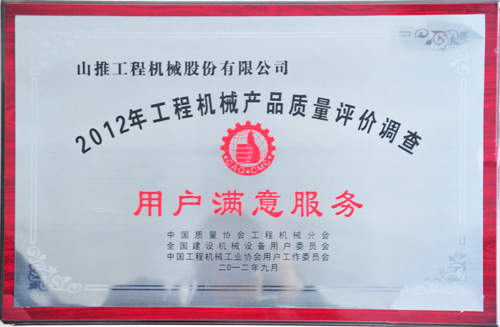 山推工程机械股份有限公司
2012年工程机械产品质量评价调查
CAQ CMC
用户满意服务
中国质量协会工程机械分会
全国建设机械设备用户委员会
中国工程机械工业协会用户工作委员会
二〇一二年九月